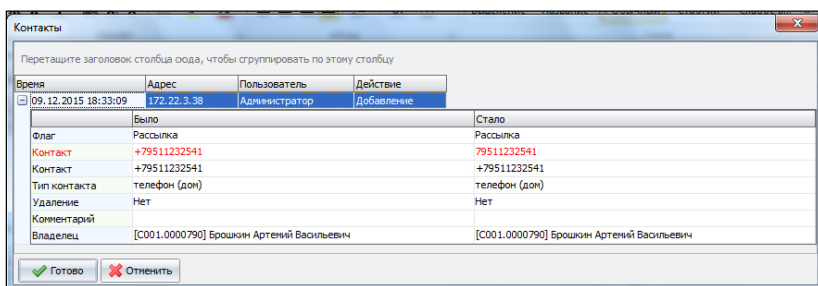 Контакты
Перетащите заголовок столбца сюда, чтобы сгруппировать по этому столбцу
Время Адрес Пользователь Действие
09.12.2015 18:33:09 172.22.3.38 Администратор Добавление
Было Стало
Флаг Рассылка Рассылка
Контакт +79511232541 79511232541
Контакт +79511232541 +79511232541
Тип контакта телефон (дом) телефон (дом)
Удаление Нет Нет
Комментарий
Владелец [C001.0000790] Брошкин Артемий Васильевич [C001.0000790] Брошкин Артемий Васильевич
Готово Отменить